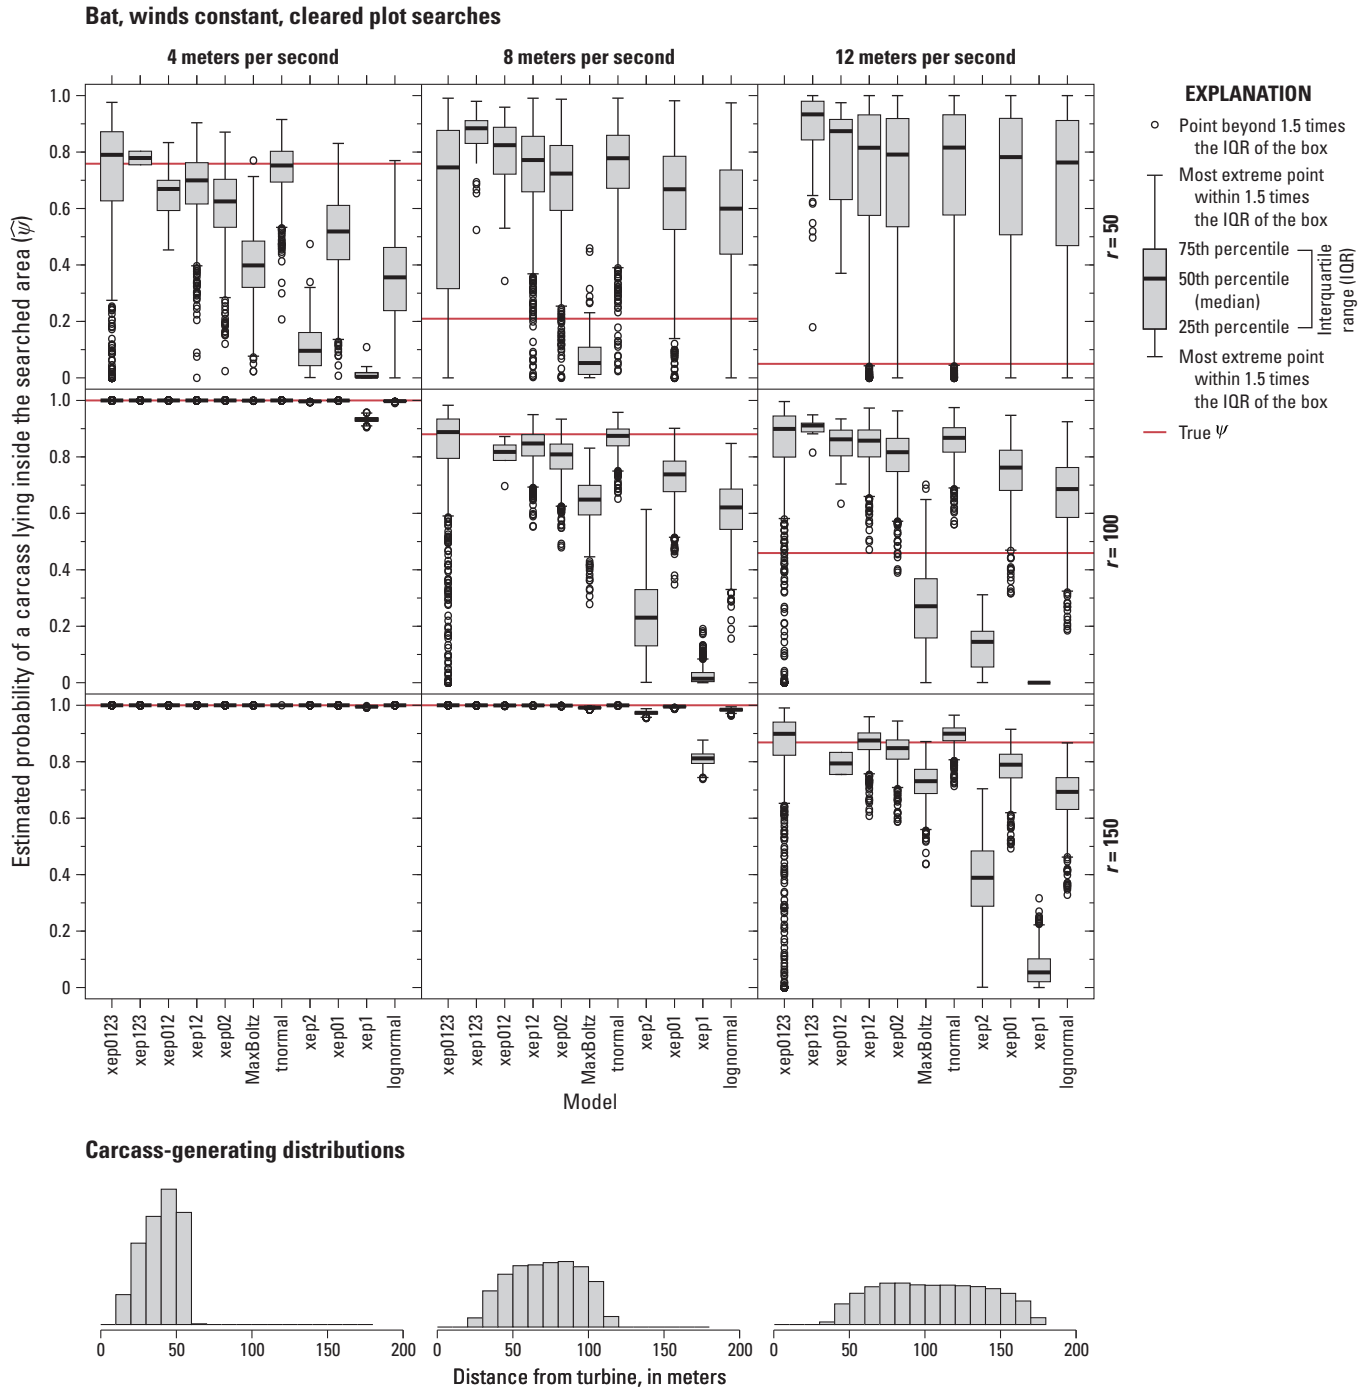 Bat, winds constant, cleared plot searches
4 meters per second
8 meters per second
12 meters per second
Estimated probability of a carcass lying inside the searched area (ψ̂)
1.0
0.8
0.6
0.4
0.2
0
r = 50
1.0
0.8
0.6
0.4
0.2
0
r = 100
1.0
0.8
0.6
0.4
0.2
0
r = 150
xep0123
xep123
xep012
xep12
xep02
MaxBoltz
tnormal
xep2
xep01
xep1
lognormal
xep0123
xep123
xep012
xep12
xep02
MaxBoltz
tnormal
xep2
xep01
xep1
lognormal
xep0123
xep123
xep012
xep12
xep02
MaxBoltz
tnormal
xep2
xep01
xep1
lognormal
Model
EXPLANATION
Point beyond 1.5 times
the IQR of the box
Most extreme point
within 1.5 times
the IQR of the box
75th percentile
50th percentile
(median)
25th percentile
Interquartile
range (IQR)
Most extreme point
within 1.5 times
the IQR of the box
True ψ
Carcass-generating distributions
0 50 100 150 200
0 50 100 150 200
0 50 100 150 200
Distance from turbine, in meters